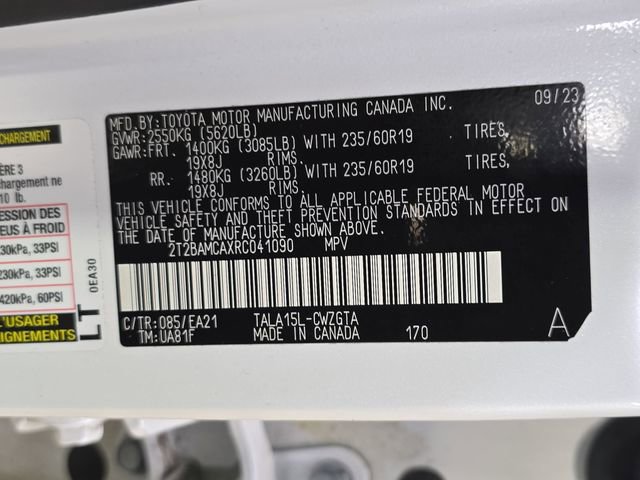 CHARGEMENT
ÈRE 3
chargement ne
10 lb.
ESSION DES
EUS À FROID
230kPa, 33PSI
230kPa, 33PSI
420kPa, 60PSI
L'USAGER
IGNEMENTS
LT 0EA30
MFD.BY:TOYOTA MOTOR MANUFACTURING CANADA INC. 09/23
GVWR:2550KG (5620LB)
GAWR:FRT. 1400KG (3085LB) WITH 235/60R19 TIRES,
19X8J RIMS.
RR. 1480KG (3260LB) WITH 235/60R19 TIRES,
19X8J RIMS.
THIS VEHICLE CONFORMS TO ALL APPLICABLE FEDERAL MOTOR
VEHICLE SAFETY AND THEFT PREVENTION STANDARDS IN EFFECT ON
THE DATE OF MANUFACTURE SHOWN ABOVE.
2T2BAMCAXRC041090 MPV
C/TR:085/EA21 TALA15L-CWZGTA
TM:UA81F MADE IN CANADA 170 A